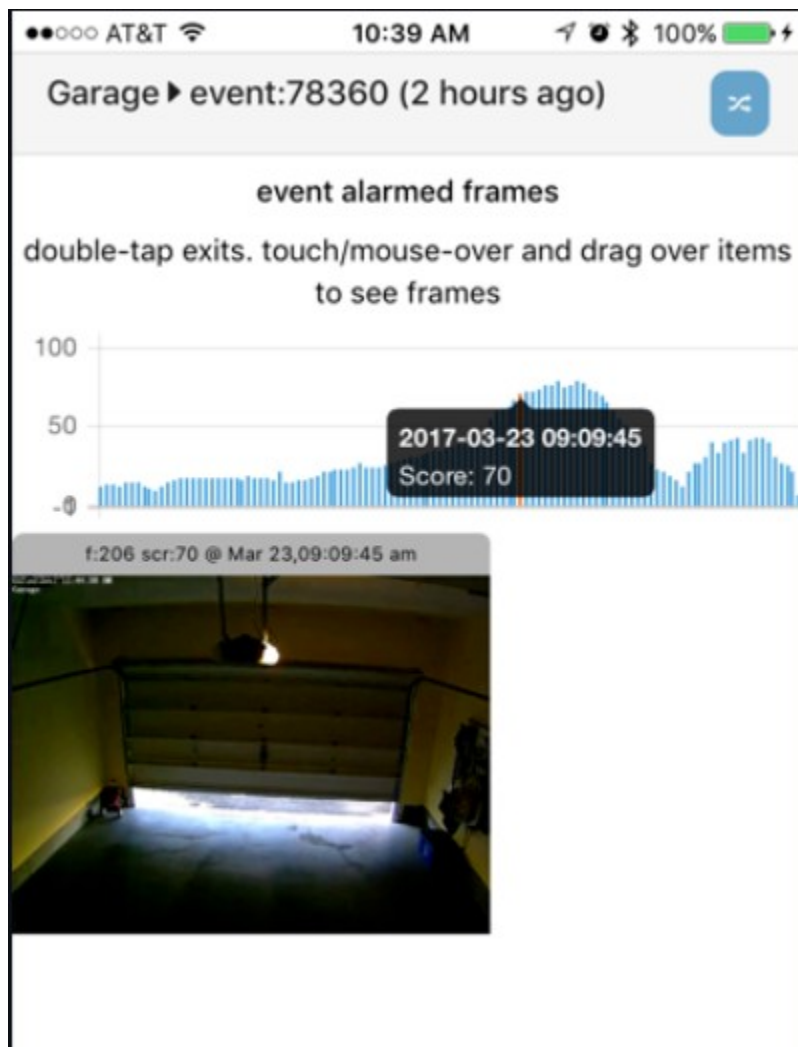 AT&T 10:39 AM 100%
Garage ▸ event:78360 (2 hours ago)
event alarmed frames
double-tap exits. touch/mouse-over and drag over items
to see frames
100
50
2017-03-23 09:09:45
Score: 70
f:206 scr:70 @ Mar 23,09:09:45 am
Garage